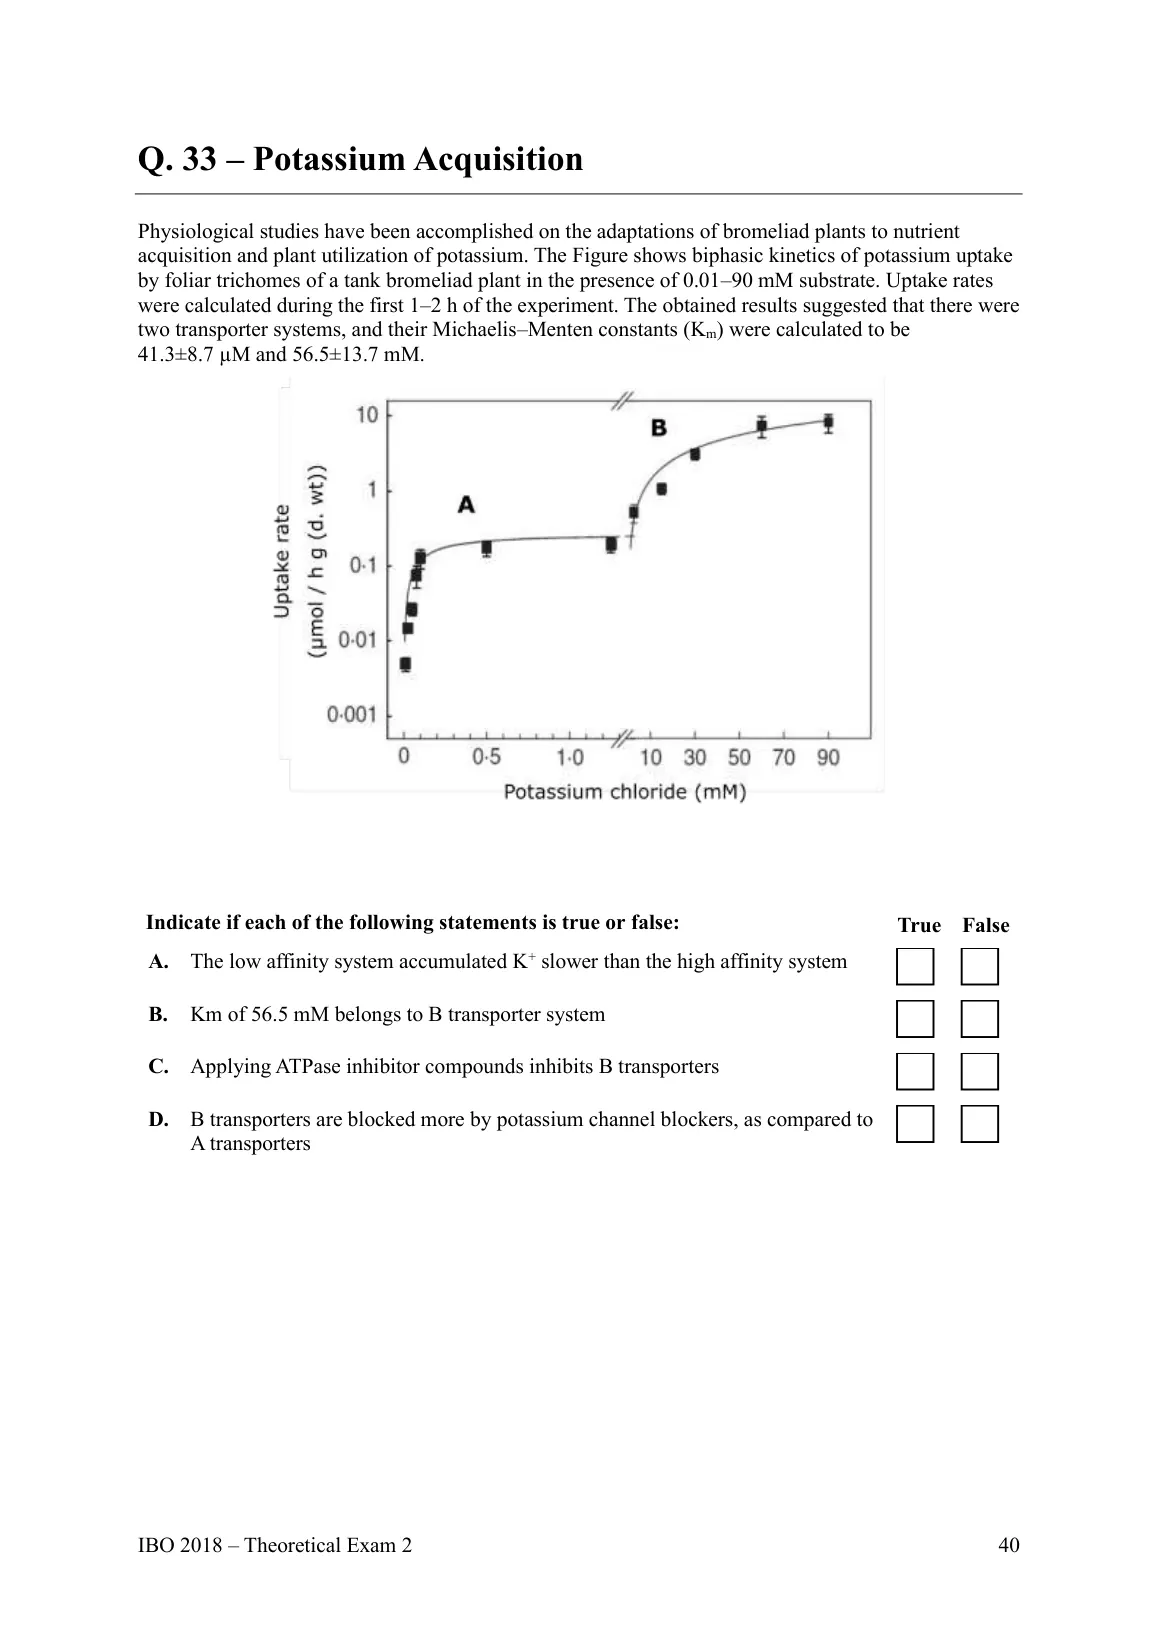 Q. 33 – Potassium Acquisition
Physiological studies have been accomplished on the adaptations of bromeliad plants to nutrient
acquisition and plant utilization of potassium. The Figure shows biphasic kinetics of potassium uptake
by foliar trichomes of a tank bromeliad plant in the presence of 0.01–90 mM substrate. Uptake rates
were calculated during the first 1–2 h of the experiment. The obtained results suggested that there were
two transporter systems, and their Michaelis–Menten constants (Km) were calculated to be
41.3±8.7 μM and 56.5±13.7 mM.
Uptake rate
(μmol / h g (d. wt))
10
1
0·1
0·01
0·001
A
B
0 0·5 1·0 10 30 50 70 90
Potassium chloride (mM)
Indicate if each of the following statements is true or false:
True False
A. The low affinity system accumulated K+ slower than the high affinity system
B. Km of 56.5 mM belongs to B transporter system
C. Applying ATPase inhibitor compounds inhibits B transporters
D. B transporters are blocked more by potassium channel blockers, as compared to
A transporters
IBO 2018 – Theoretical Exam 2 40